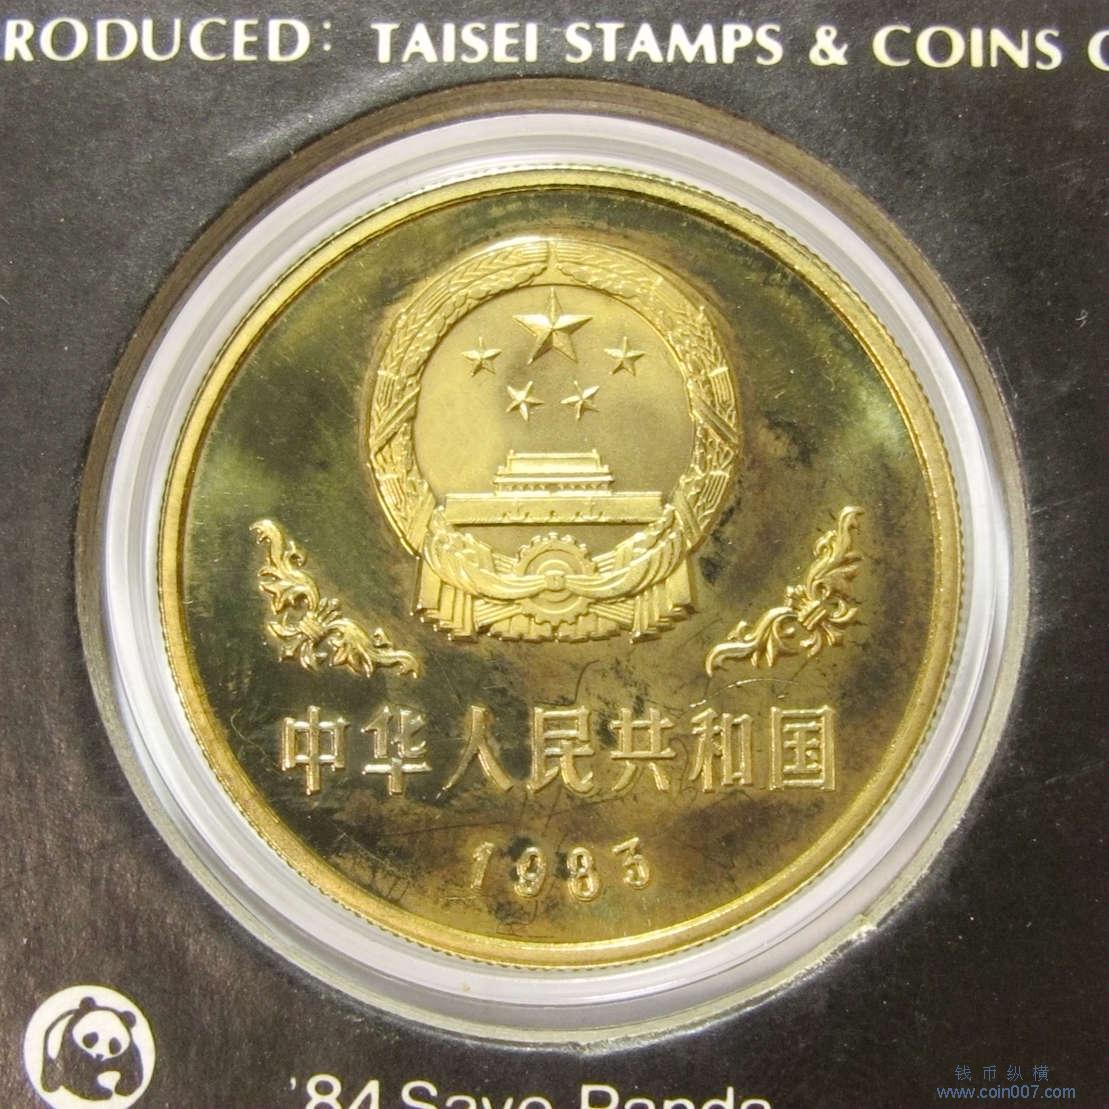 RODUCED: TAISEI STAMPS & COINS C
中华人民共和国
1983
'84 Save Panda
钱币纵横
www.coin007.com